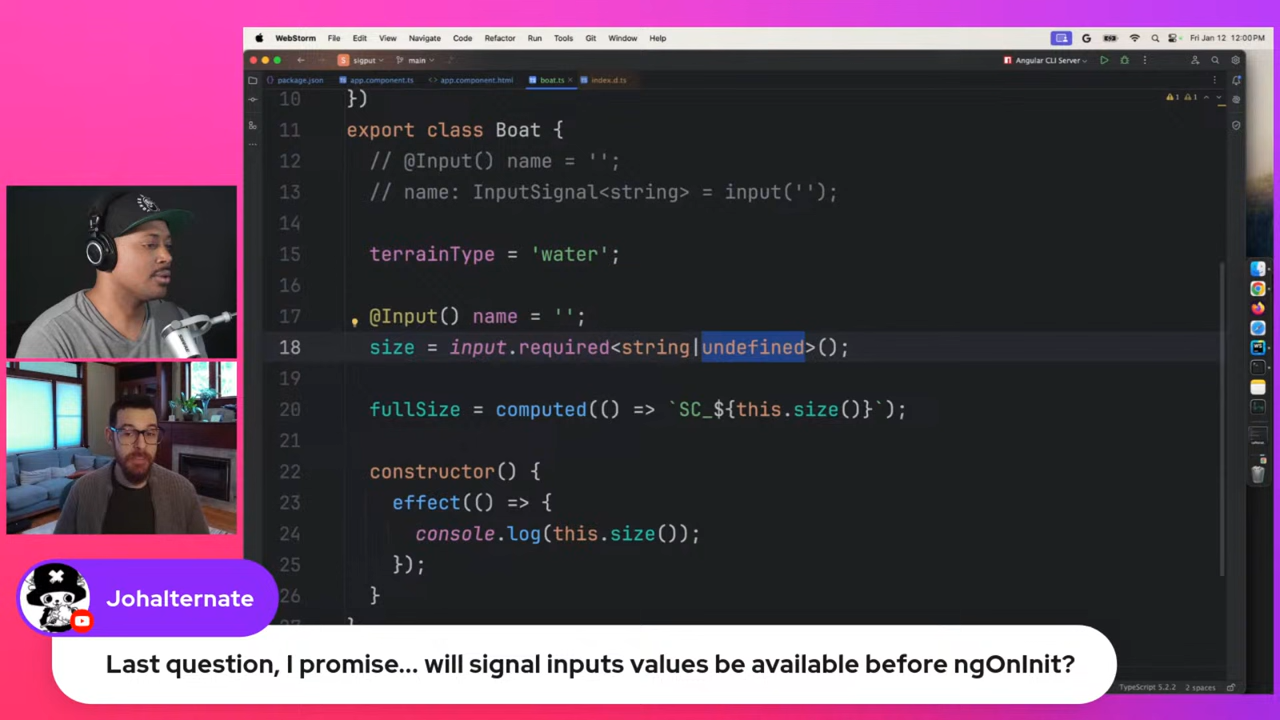 WebStorm File Edit View Navigate Code Refactor Run Tools Git Window Help Fri Jan 12 12:00PM
sigput main Angular CLI Server
package.json app.component.ts app.component.html boat.ts index.d.ts
10 })
11 export class Boat {
12 // @Input() name = '';
13 // name: InputSignal<string> = input('');
14
15 terrainType = 'water';
16
17 @Input() name = '';
18 size = input.required<string|undefined>();
19
20 fullSize = computed(() => `SC_${this.size()}`);
21
22 constructor() {
23 effect(() => {
24 console.log(this.size());
25 });
26 }
Johalternate
Last question, I promise... will signal inputs values be available before ngOnInit?
TypeScript 5.2.2 2 spaces